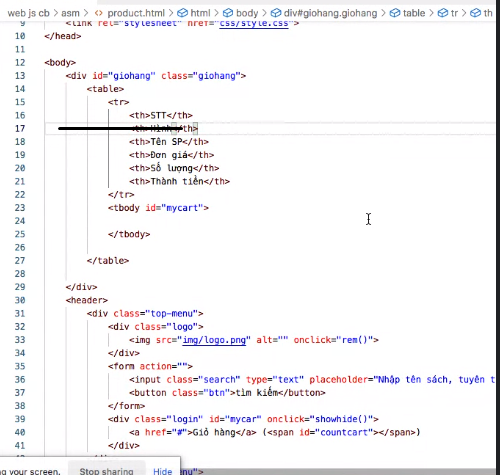 web js cb > asm > <> product.html > html > body > div#giohang.giohang > table > tr > th
9 <link rel="stylesheet" href="css/style.css">
10 </head>
11
12 <body>
13 <div id="giohang" class="giohang">
14 <table>
15 <tr>
16 <th>STT</th>
17 <th>Hình</th>
18 <th>Tên SP</th>
19 <th>Đơn giá</th>
20 <th>Số lượng</th>
21 <th>Thành tiền</th>
22 </tr>
23 <tbody id="mycart">
24
25 </tbody>
26
27 </table>
28
29 </div>
30 <header>
31 <div class="top-menu">
32 <div class="logo">
33 <img src="img/logo.png" alt="" onclick="rem()">
34 </div>
35 <form action="">
36 <input class="search" type="text" placeholder="Nhập tên sách, tuyển t
37 <button class="btn">tìm kiếm</button>
38 </form>
39 <div class="login" id="mycar" onclick="showhide()">
40 <a href="#">Giỏ hàng</a> (<span id="countcart"></span>)
41 </div>
ng your screen. Stop sharing Hide nu">